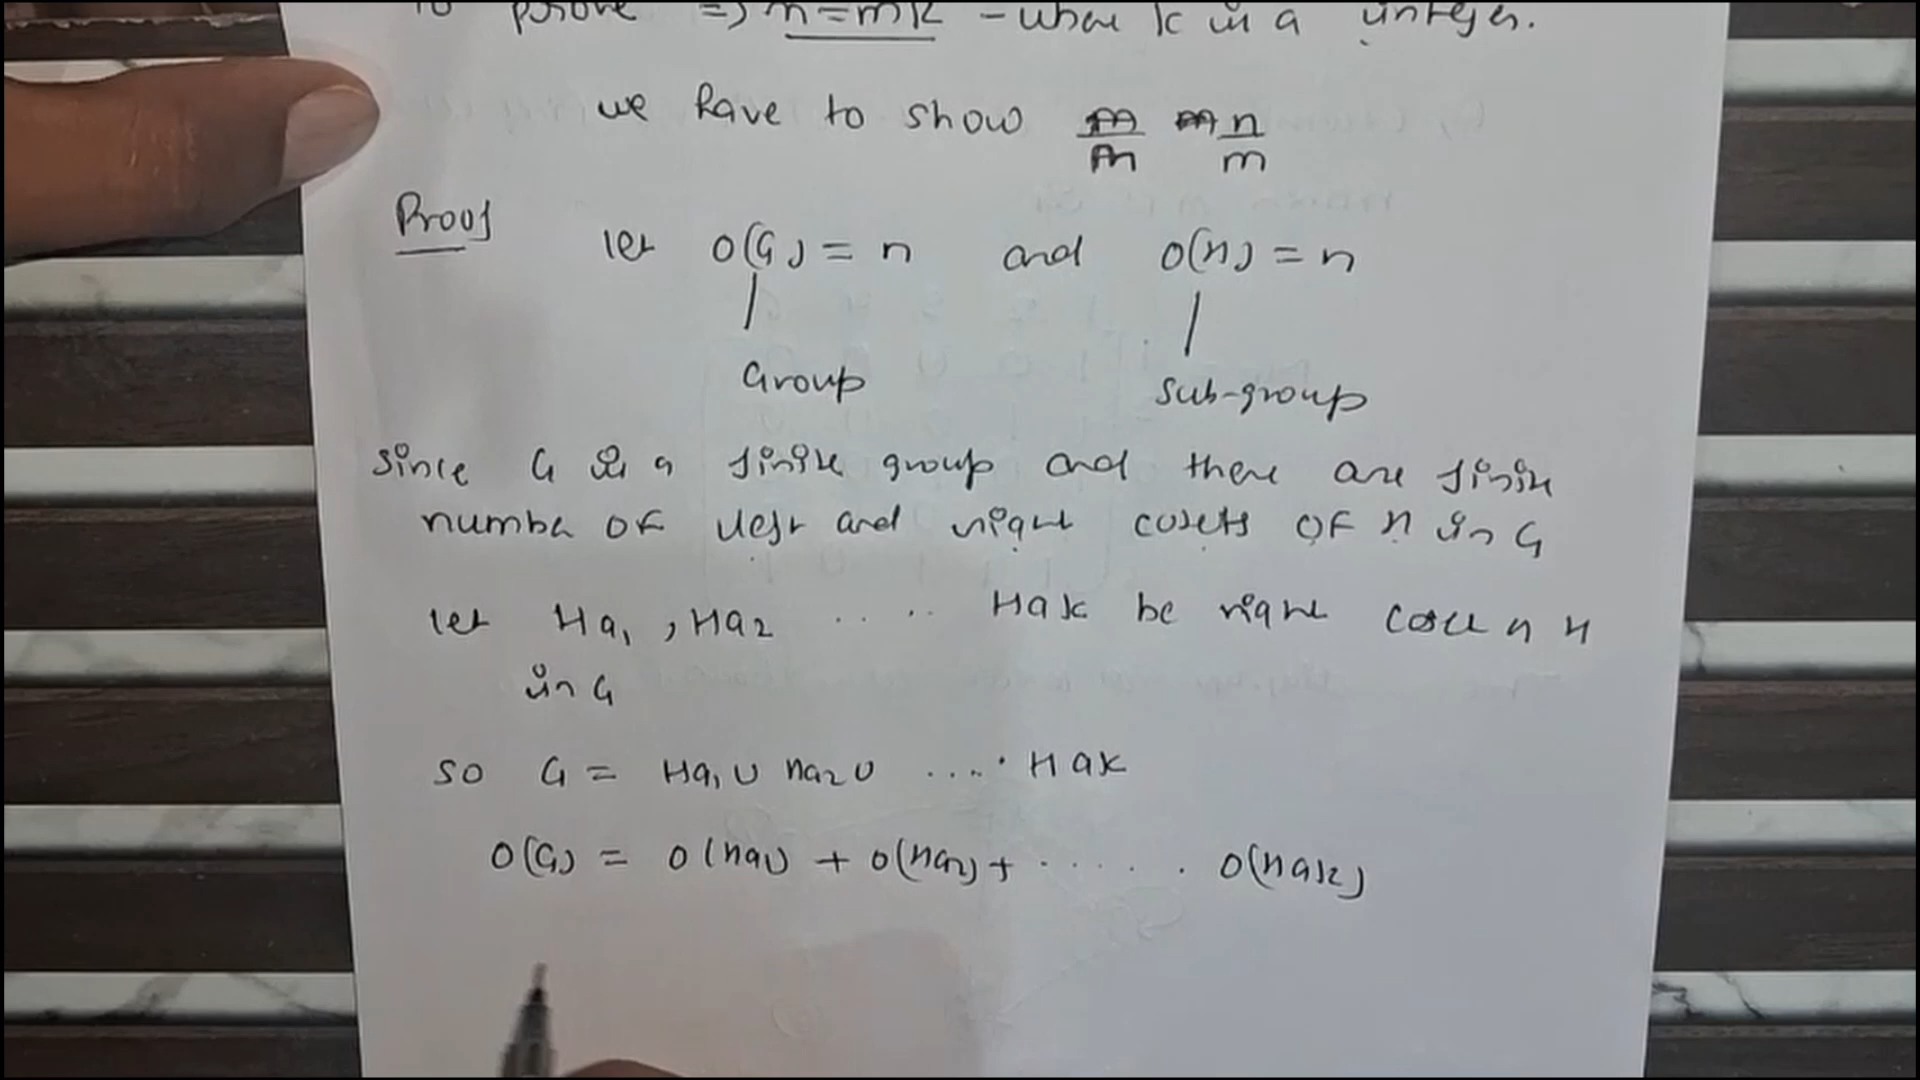 To prove => n=mk - where k is a integer.
we have to show m/m m n/m
Proof let O(G) = n and O(H) = n
Group Sub-group
Since G is a finite group and there are finite
number of left and right cosets OF H in G
let Ha1, Ha2 ..... Hak be right coset of H
in G
so G = Ha1 U Ha2 U ..... Hak
O(G) = O(Ha1) + O(Ha2) + ..... O(Hak)